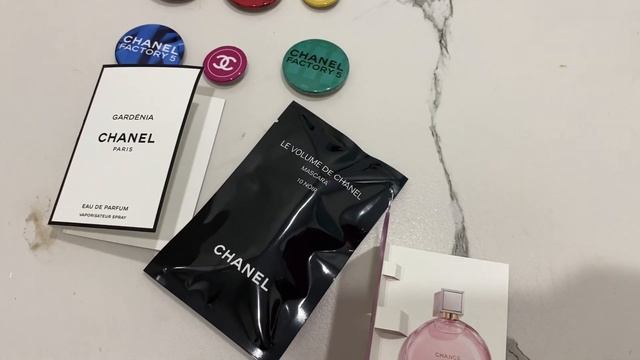 CHANEL
FACTORY 5
CHANEL
FACTORY 5
GARDÉNIA
CHANEL
PARIS
EAU DE PARFUM
VAPORISATEUR SPRAY
LE VOLUME DE CHANEL
MASCARA
10 NOIR
CHANEL
CHANCE